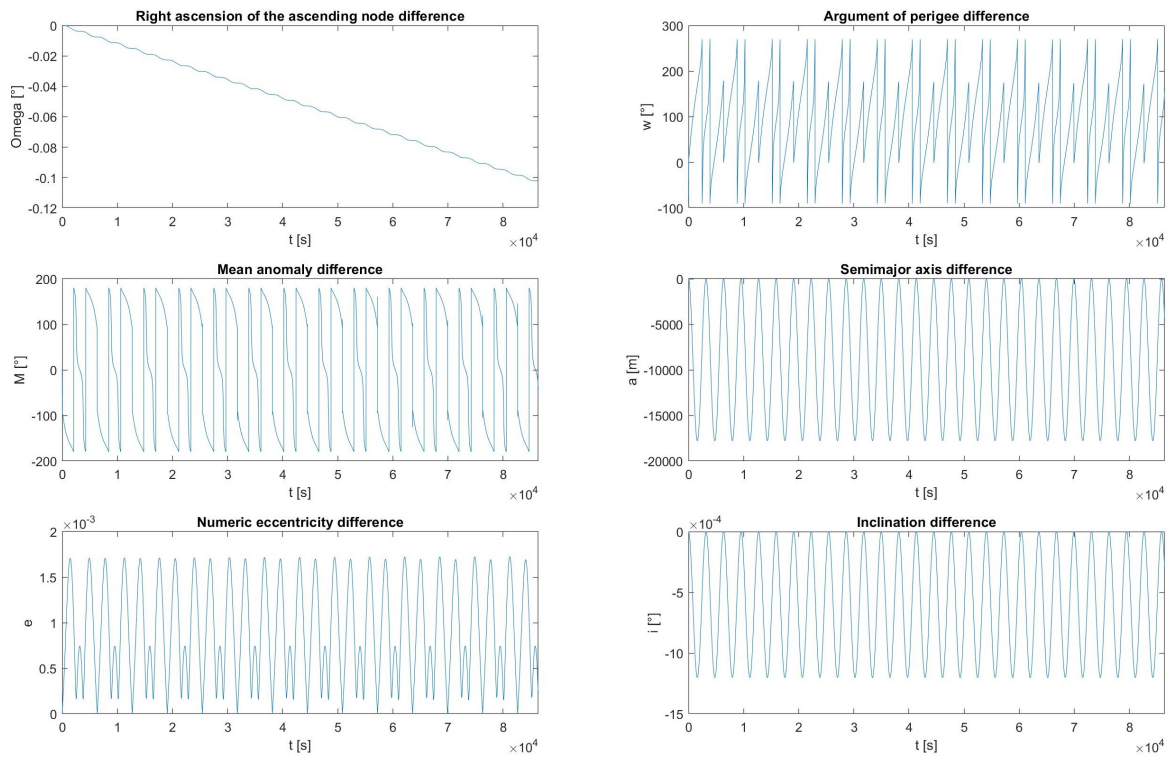 Right ascension of the ascending node difference
0
-0.02
-0.04
-0.06
-0.08
-0.1
-0.12
Omega [°]
0 1 2 3 4 5 6 7 8
t [s]
×10^4
Argument of perigee difference
300
200
100
0
-100
w [°]
0 1 2 3 4 5 6 7 8
t [s]
×10^4
Mean anomaly difference
200
100
0
-100
-200
M [°]
0 1 2 3 4 5 6 7 8
t [s]
×10^4
Semimajor axis difference
0
-5000
-10000
-15000
-20000
a [m]
0 1 2 3 4 5 6 7 8
t [s]
×10^4
Numeric eccentricity difference
×10^-3
2
1.5
1
0.5
0
e
0 1 2 3 4 5 6 7 8
t [s]
×10^4
Inclination difference
×10^-4
0
-5
-10
-15
i [°]
0 1 2 3 4 5 6 7 8
t [s]
×10^4